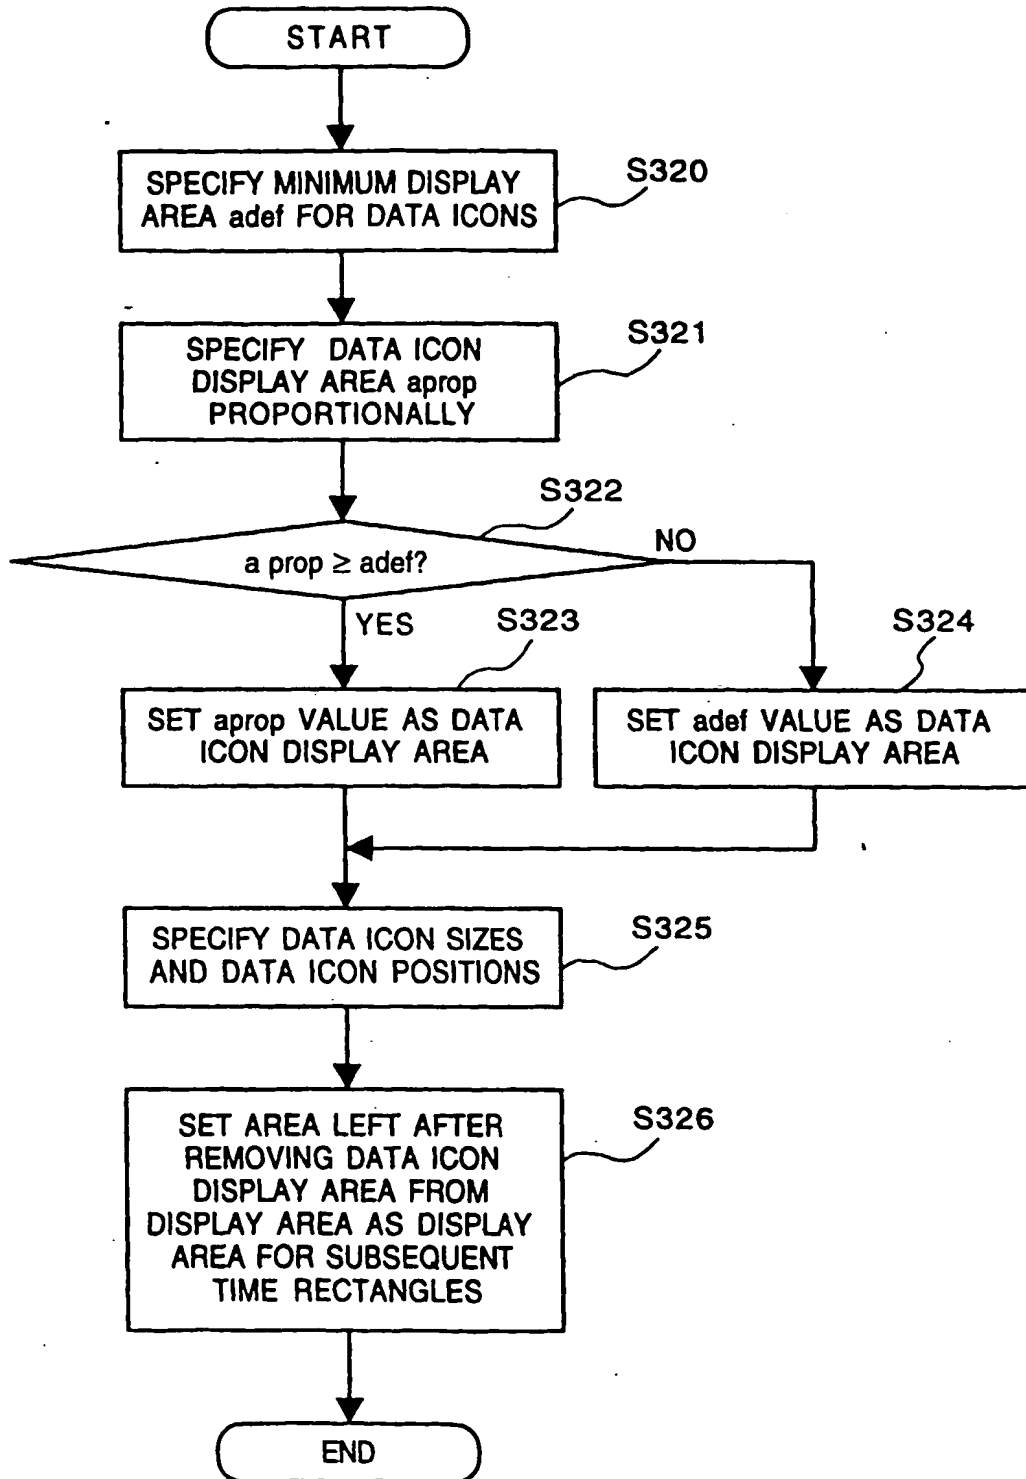 START
SPECIFY MINIMUM DISPLAY
AREA adef FOR DATA ICONS
S320
SPECIFY DATA ICON
DISPLAY AREA aprop
PROPORTIONALLY
S321
S322
a prop ≥ adef?
NO
YES
S323
S324
SET aprop VALUE AS DATA
ICON DISPLAY AREA
SET adef VALUE AS DATA
ICON DISPLAY AREA
SPECIFY DATA ICON SIZES
AND DATA ICON POSITIONS
S325
SET AREA LEFT AFTER
REMOVING DATA ICON
DISPLAY AREA FROM
DISPLAY AREA AS DISPLAY
AREA FOR SUBSEQUENT
TIME RECTANGLES
S326
END